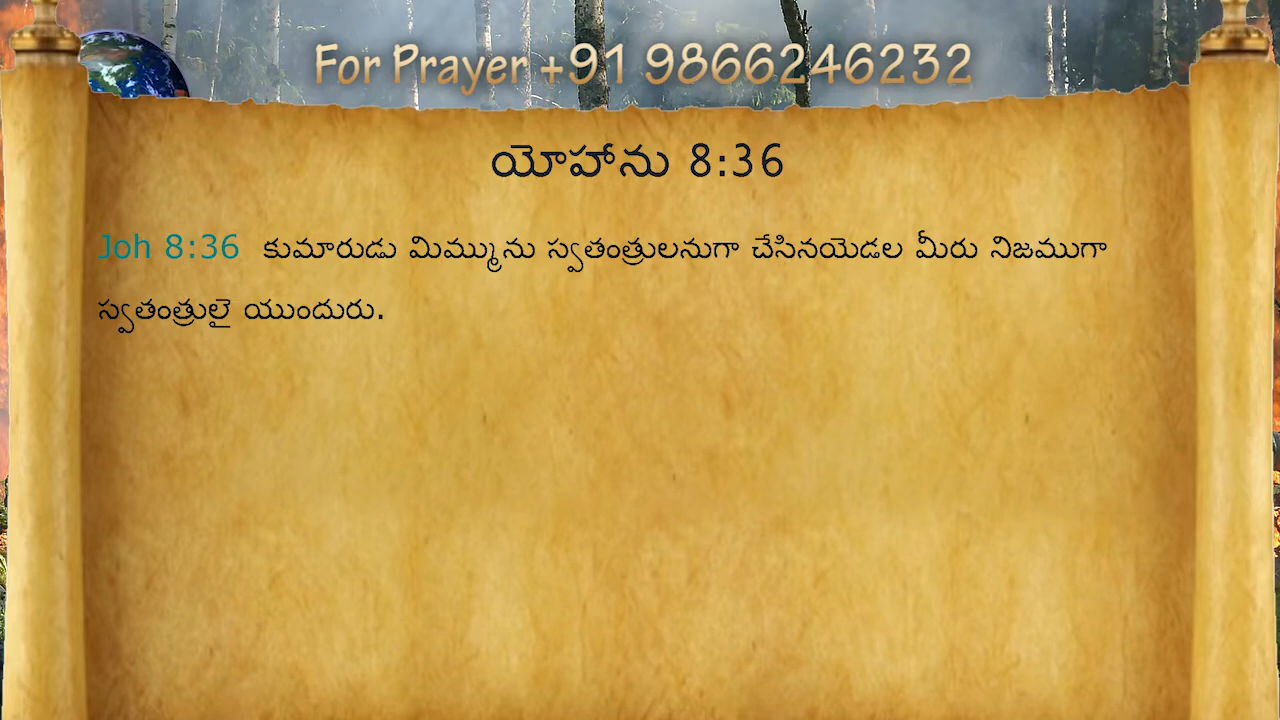 For Prayer +91 9866246232
యోహాను 8:36
Joh 8:36 కుమారుడు మిమ్మును స్వతంత్రులనుగా చేసినయెడల మీరు నిజముగా
స్వతంత్రులై యుందురు.